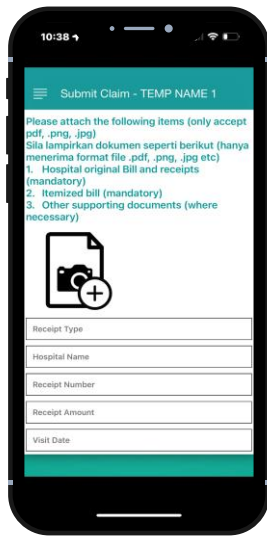 10:38
Submit Claim - TEMP NAME 1
Please attach the following items (only accept
pdf, .png, .jpg)
Sila lampirkan dokumen seperti berikut (hanya
menerima format file .pdf, .png, .jpg etc)
1. Hospital original Bill and receipts
(mandatory)
2. Itemized bill (mandatory)
3. Other supporting documents (where
necessary)
Receipt Type
Hospital Name
Receipt Number
Receipt Amount
Visit Date